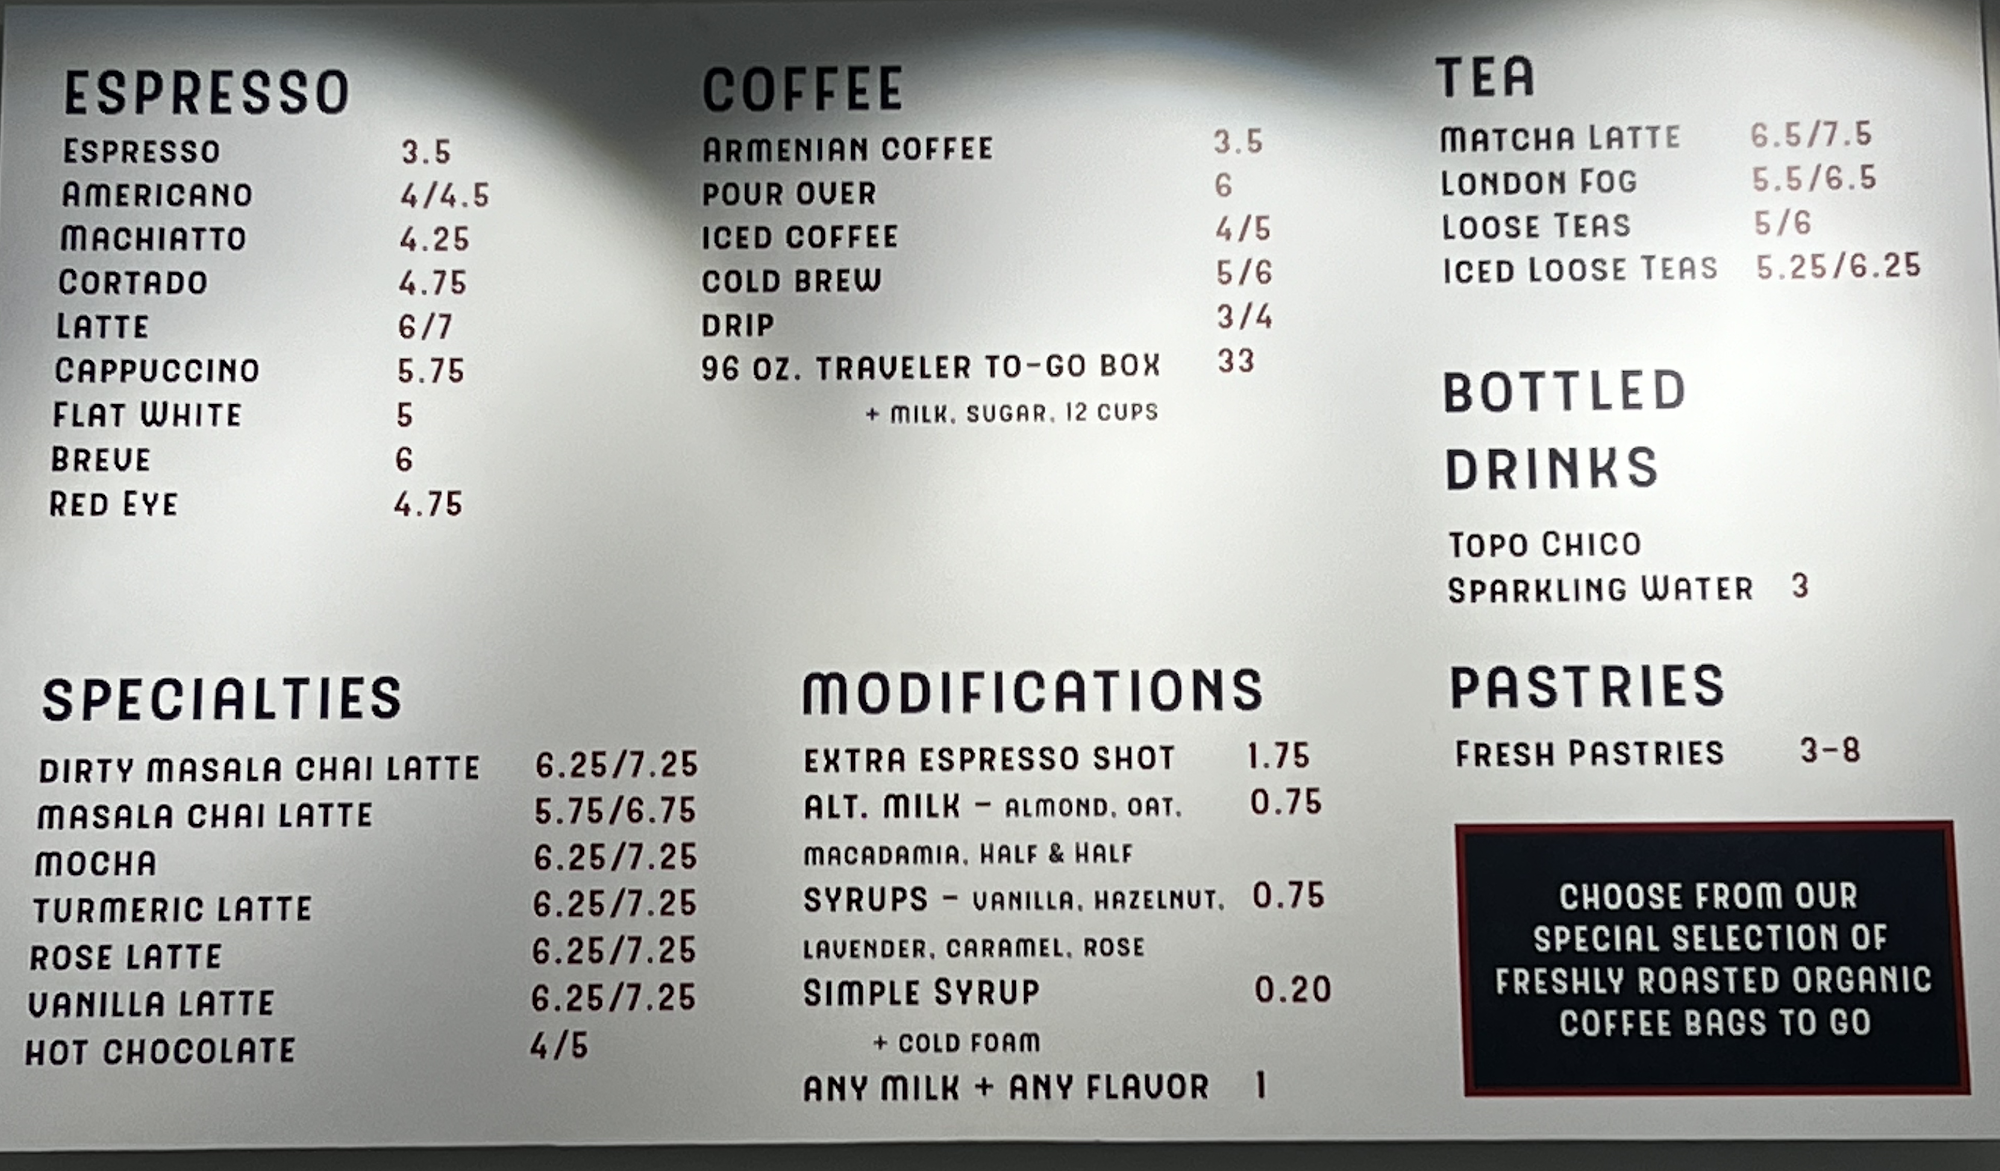 ESPRESSO
ESPRESSO 3.5
AMERICANO 4/4.5
MACHIATTO 4.25
CORTADO 4.75
LATTE 6/7
CAPPUCCINO 5.75
FLAT WHITE 5
BREVE 6
RED EYE 4.75
COFFEE
ARMENIAN COFFEE 3.5
POUR OVER 6
ICED COFFEE 4/5
COLD BREW 5/6
DRIP 3/4
96 OZ. TRAVELER TO-GO BOX 33
+ MILK, SUGAR, 12 CUPS
TEA
MATCHA LATTE 6.5/7.5
LONDON FOG 5.5/6.5
LOOSE TEAS 5/6
ICED LOOSE TEAS 5.25/6.25
BOTTLED
DRINKS
TOPO CHICO
SPARKLING WATER 3
SPECIALTIES
DIRTY MASALA CHAI LATTE 6.25/7.25
MASALA CHAI LATTE 5.75/6.75
MOCHA 6.25/7.25
TURMERIC LATTE 6.25/7.25
ROSE LATTE 6.25/7.25
VANILLA LATTE 6.25/7.25
HOT CHOCOLATE 4/5
MODIFICATIONS
EXTRA ESPRESSO SHOT 1.75
ALT. MILK - ALMOND, OAT, 0.75
MACADAMIA, HALF & HALF
SYRUPS - VANILLA, HAZELNUT, 0.75
LAVENDER, CARAMEL, ROSE
SIMPLE SYRUP 0.20
+ COLD FOAM
ANY MILK + ANY FLAVOR 1
PASTRIES
FRESH PASTRIES 3-8
CHOOSE FROM OUR
SPECIAL SELECTION OF
FRESHLY ROASTED ORGANIC
COFFEE BAGS TO GO